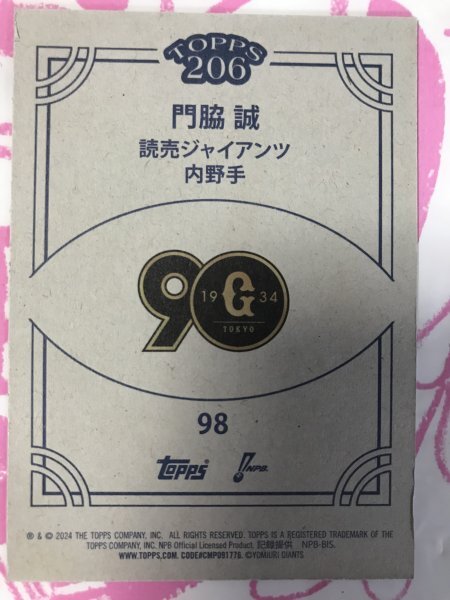 TOPPS
206
門脇 誠
読売ジャイアンツ
内野手
90
19 G 34
TOKYO
98
topps NPB
® & © 2024 THE TOPPS COMPANY, INC. ALL RIGHTS RESERVED. TOPPS IS A REGISTERED TRADEMARK OF THE
TOPPS COMPANY, INC. NPB Official Licensed Product. 記録提供 NPB-BIS.
WWW.TOPPS.COM. CODE#CMP091776. ©YOMIURI GIANTS